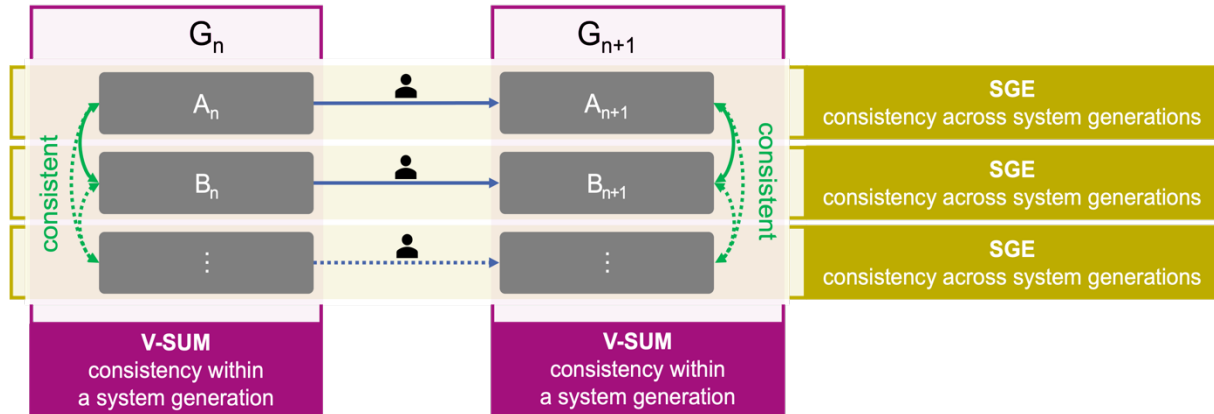 Gₙ
Gₙ₊₁
Aₙ
Aₙ₊₁
SGE
consistency across system generations
consistent
consistent
Bₙ
Bₙ₊₁
SGE
consistency across system generations
⋮
⋮
SGE
consistency across system generations
V-SUM
consistency within
a system generation
V-SUM
consistency within
a system generation